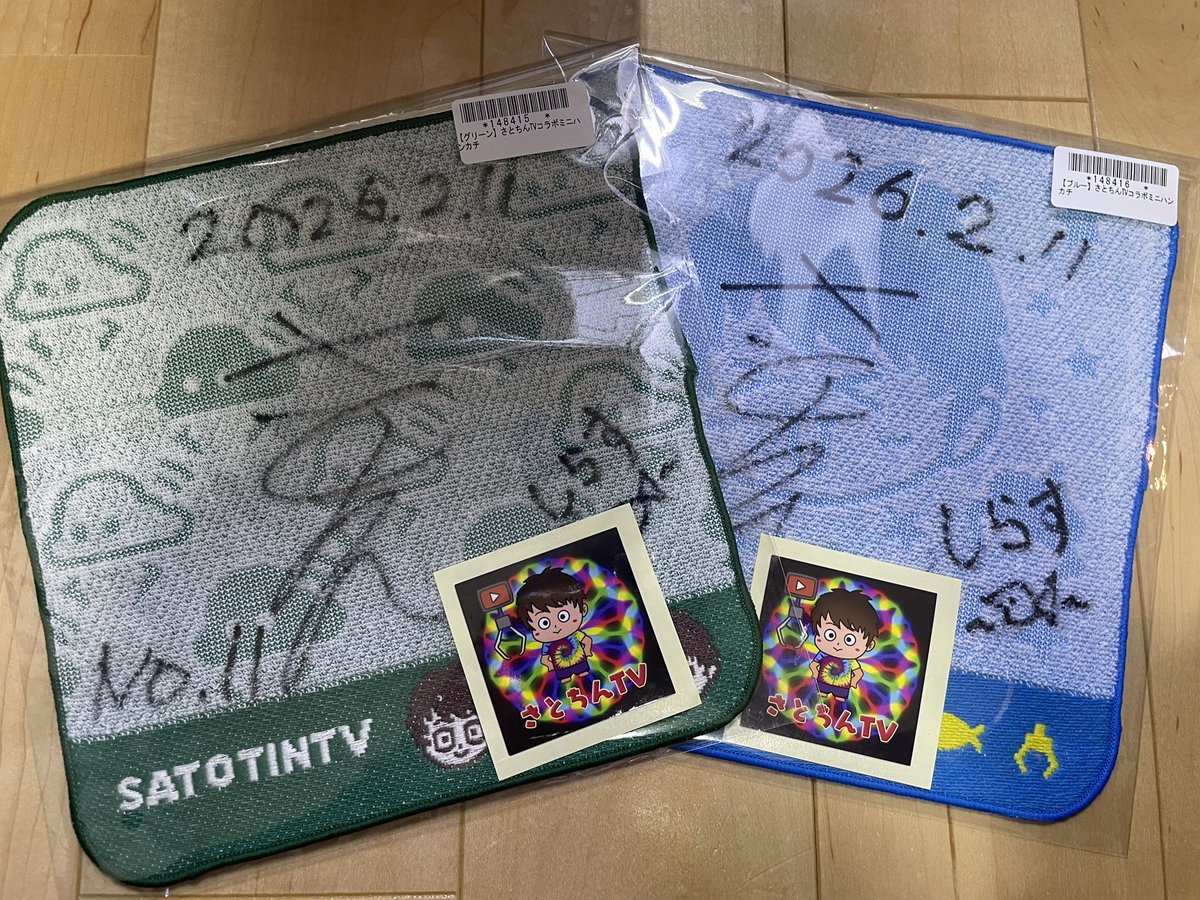 *148415 *
【グリーン】さとちんTVコラボミニハ
ンカチ
2026.2.11
しらす
No.111
SATOTINTV
さとちんTV
*148416 *
【ブルー】さとちんTVコラボミニハン
カチ
2026.2.11
しらす
さとちんTV